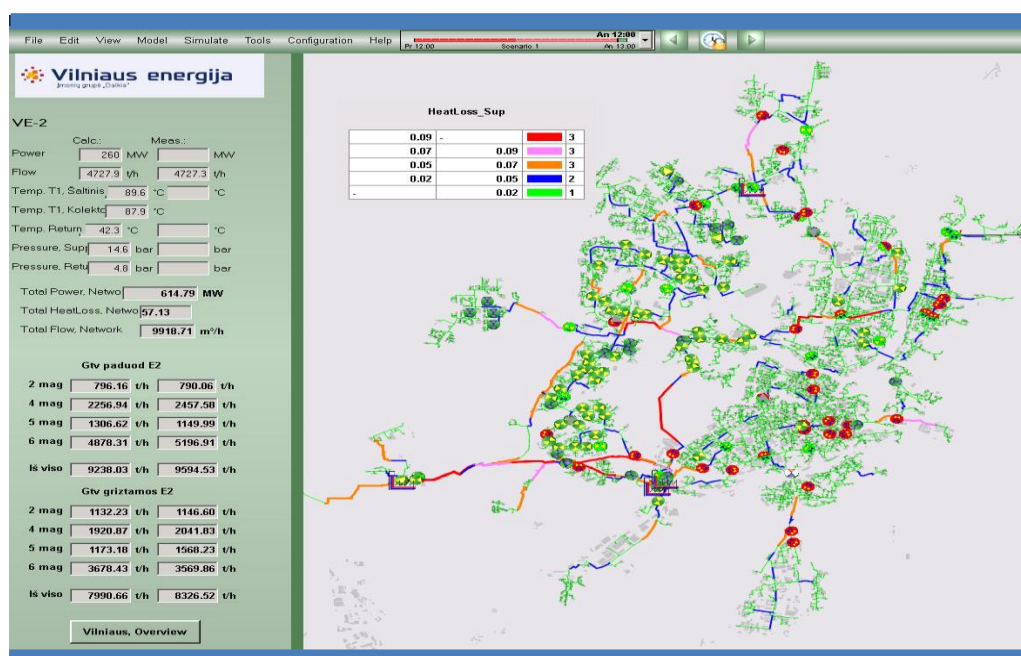 File Edit View Model Simulate Tools Configuration Help
An 12:00
Pr 12:00 Scenario 1 An 13:00
Vilniaus energija
Įmonių grupė „Dalkia"
HeatLoss_Sup
0.09 - 3
0.07 0.09 3
0.05 0.07 3
0.02 0.05 2
- 0.02 1
VE-2
Calc.: Meas.:
Power 260 MW MW
Flow 4727.9 t/h 4727.3 t/h
Temp. T1, Saltinis 89.6 °C °C
Temp. T1, Kolekto 87.9 °C
Temp. Return 42.3 °C °C
Pressure, Sup 14.6 bar bar
Pressure, Retu 4.8 bar bar
Total Power, Netwo 614.79 MW
Total HeatLoss, Netwo 57.13
Total Flow, Network 9918.71 m³/h
Gtv paduod E2
2 mag 796.16 t/h 790.06 t/h
4 mag 2256.94 t/h 2457.58 t/h
5 mag 1306.62 t/h 1149.99 t/h
6 mag 4878.31 t/h 5196.91 t/h
Iš viso 9238.03 t/h 9594.53 t/h
Gtv griztamos E2
2 mag 1132.23 t/h 1146.60 t/h
4 mag 1920.87 t/h 2041.83 t/h
5 mag 1173.18 t/h 1568.23 t/h
6 mag 3678.43 t/h 3569.86 t/h
Iš viso 7990.66 t/h 8326.52 t/h
Vilniaus, Overview